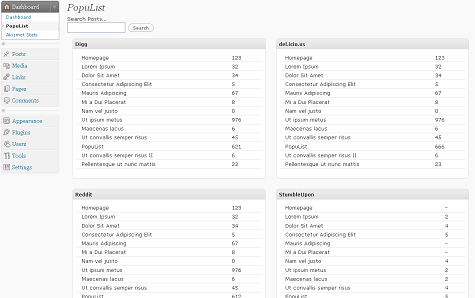 Dashboard
Dashboard
PopuList
Akismet Stats
Posts
Media
Links
Pages
Comments
Appearance
Plugins
Users
Tools
Settings
PopuList
Search Posts...
Search
Digg
Homepage 123
Lorem Ipsum 32
Dolor Sit Amet 34
Consectetur Adipiscing Elit 5
Mauris Adipiscing 67
Mi a Dui Placerat 8
Nam vel justo 0
Ut ipsum metus 976
Maecenas lacus 6
Ut convallis semper risus 45
PopuList 621
Ut convallis semper risus II 6
Pellentesque ut nunc mattis 23
del.icio.us
Homepage 123
Lorem Ipsum 32
Dolor Sit Amet 34
Consectetur Adipiscing Elit 5
Mauris Adipiscing 67
Mi a Dui Placerat 8
Nam vel justo 0
Ut ipsum metus 976
Maecenas lacus 6
Ut convallis semper risus 45
PopuList 666
Ut convallis semper risus II 6
Pellentesque ut nunc mattis 23
Reddit
Homepage 123
Lorem Ipsum 32
Dolor Sit Amet 34
Consectetur Adipiscing Elit 5
Mauris Adipiscing 67
Mi a Dui Placerat 8
Nam vel justo 0
Ut ipsum metus 976
Maecenas lacus 6
Ut convallis semper risus 45
PopuList 612
StumbleUpon
Homepage -
Lorem Ipsum 2
Dolor Sit Amet 4
Consectetur Adipiscing Elit 5
Mauris Adipiscing -
Mi a Dui Placerat -
Nam vel justo 4
Ut ipsum metus 2
Maecenas lacus 2
Ut convallis semper risus 4
PopuList 5